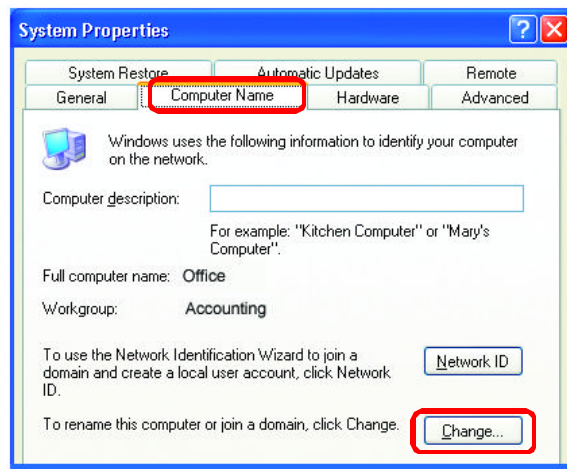 System Properties
System Restore Automatic Updates Remote
General Computer Name Hardware Advanced
Windows uses the following information to identify your computer
on the network.
Computer description:
For example: "Kitchen Computer" or "Mary's
Computer".
Full computer name: Office
Workgroup: Accounting
To use the Network Identification Wizard to join a
domain and create a local user account, click Network
ID.
Network ID
To rename this computer or join a domain, click Change.
Change...